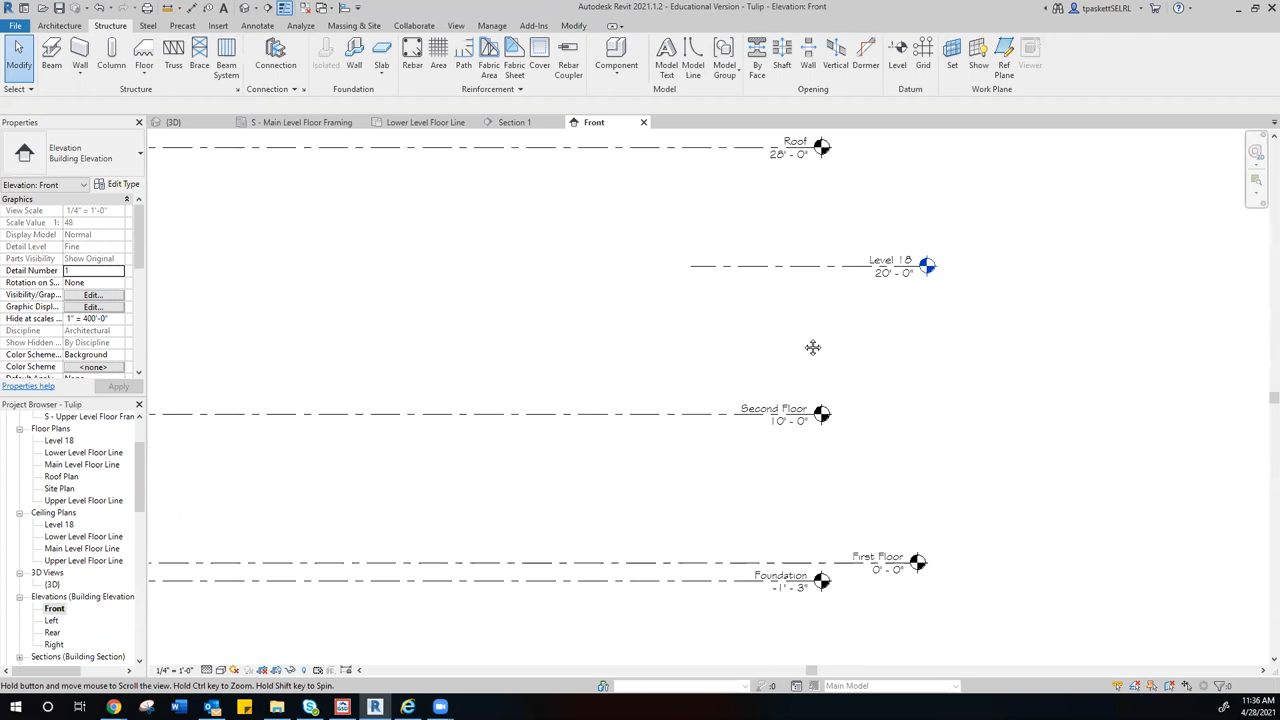 Autodesk Revit 2021.1.2 - Educational Version - Tulip - Elevation: Front
tpaskettSELRL
File Architecture Structure Steel Precast Insert Annotate Analyze Massing & Site Collaborate View Manage Add-Ins Modify
Modify Beam Wall Column Floor Truss Brace Beam System Connection Isolated Wall Slab Rebar Area Path Fabric Area Fabric Sheet Cover Rebar Coupler Component Model Text Model Line Model Group By Face Shaft Wall Vertical Dormer Level Grid Set Show Ref Plane Viewer
Select Structure Connection Foundation Reinforcement Model Opening Datum Work Plane
Properties
{3D} S - Main Level Floor Framing Lower Level Floor Line Section 1 Front
Elevation
Building Elevation
Elevation: Front Edit Type
Graphics
View Scale 1/4" = 1'-0"
Scale Value 1: 48
Display Model Normal
Detail Level Fine
Parts Visibility Show Original
Detail Number 1
Rotation on S... None
Visibility/Grap... Edit...
Graphic Displ... Edit...
Hide at scales ... 1" = 400'-0"
Discipline Architectural
Show Hidden ... By Discipline
Color Scheme... Background
Color Scheme <none>
Properties help Apply
Project Browser - Tulip
S - Upper Level Floor Fran
Floor Plans
Level 18
Lower Level Floor Line
Main Level Floor Line
Roof Plan
Site Plan
Upper Level Floor Line
Ceiling Plans
Level 18
Lower Level Floor Line
Main Level Floor Line
Upper Level Floor Line
3D Views
{3D}
Elevations (Building Elevation
Front
Left
Rear
Right
Sections (Building Section)
Roof
28' - 0"
Level 18
20' - 0"
Second Floor
10' - 0"
First Floor
0' - 0"
Foundation
-1' - 3"
1/4" = 1'-0"
Hold button and move mouse to Scroll the view. Hold Ctrl key to Zoom. Hold Shift key to Spin.
:0
Main Model
:0
11:36 AM
4/28/2021